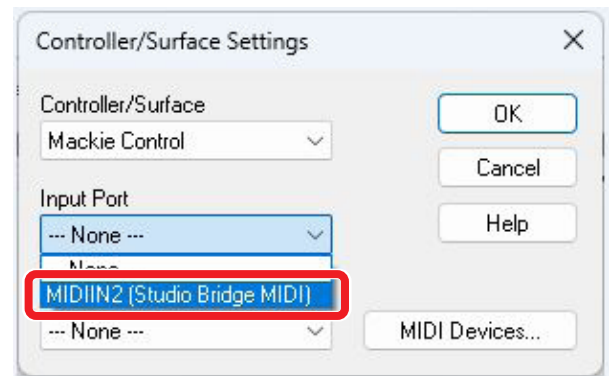 Controller/Surface Settings
Controller/Surface
OK
Mackie Control
Cancel
Input Port
Help
--- None ---
MIDIIN2 (Studio Bridge MIDI)
--- None ---
MIDI Devices...